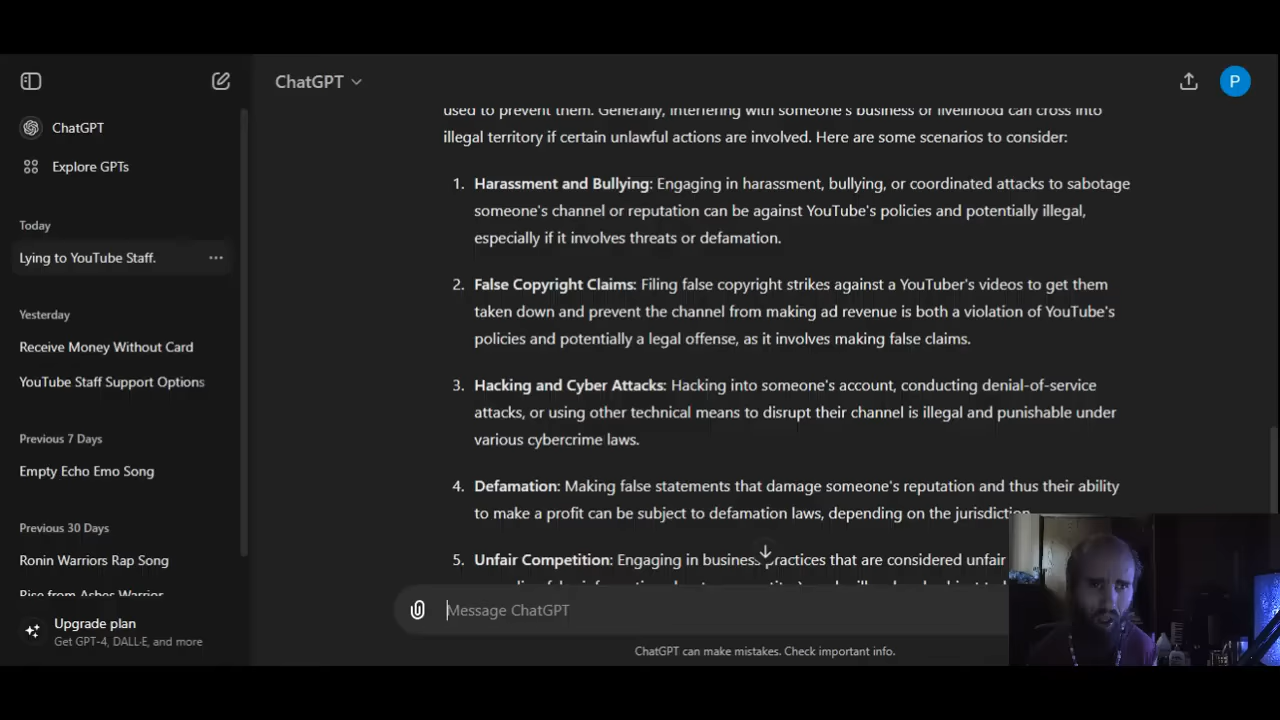 ChatGPT
P
ChatGPT
Explore GPTs
Today
Lying to YouTube Staff.
Yesterday
Receive Money Without Card
YouTube Staff Support Options
Previous 7 Days
Empty Echo Emo Song
Previous 30 Days
Ronin Warriors Rap Song
Rise from Ashes Warrior
Upgrade plan
Get GPT-4, DALL·E, and more
used to prevent them. Generally, interfering with someone's business or livelihood can cross into
illegal territory if certain unlawful actions are involved. Here are some scenarios to consider:
1. Harassment and Bullying: Engaging in harassment, bullying, or coordinated attacks to sabotage
someone's channel or reputation can be against YouTube's policies and potentially illegal,
especially if it involves threats or defamation.
2. False Copyright Claims: Filing false copyright strikes against a YouTuber's videos to get them
taken down and prevent the channel from making ad revenue is both a violation of YouTube's
policies and potentially a legal offense, as it involves making false claims.
3. Hacking and Cyber Attacks: Hacking into someone's account, conducting denial-of-service
attacks, or using other technical means to disrupt their channel is illegal and punishable under
various cybercrime laws.
4. Defamation: Making false statements that damage someone's reputation and thus their ability
to make a profit can be subject to defamation laws, depending on the jurisdiction.
5. Unfair Competition: Engaging in business practices that are considered unfair
Message ChatGPT
ChatGPT can make mistakes. Check important info.